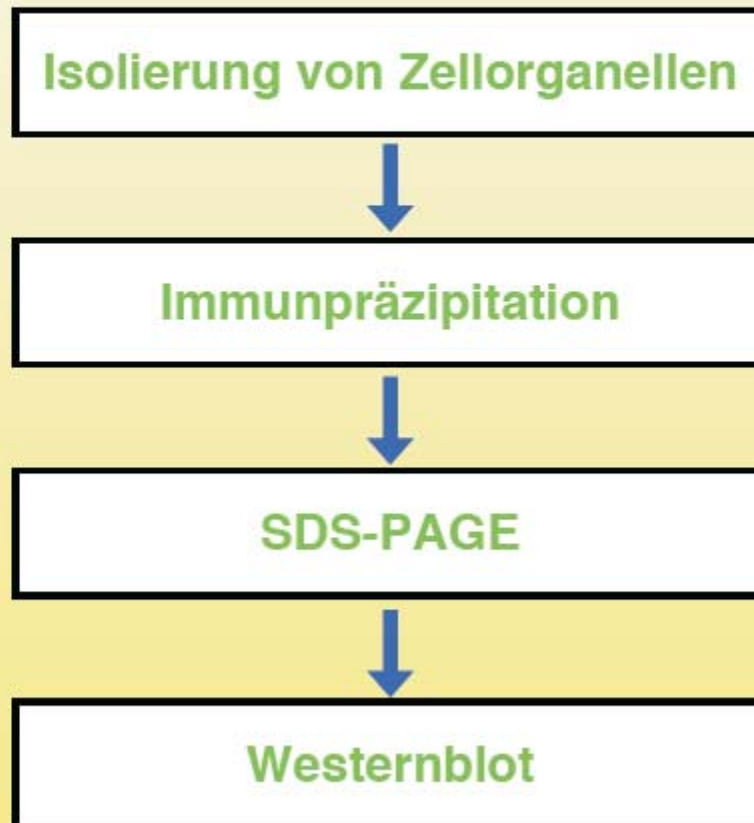 Isolierung von Zellorganellen
Immunpräzipitation
SDS-PAGE
Westernblot